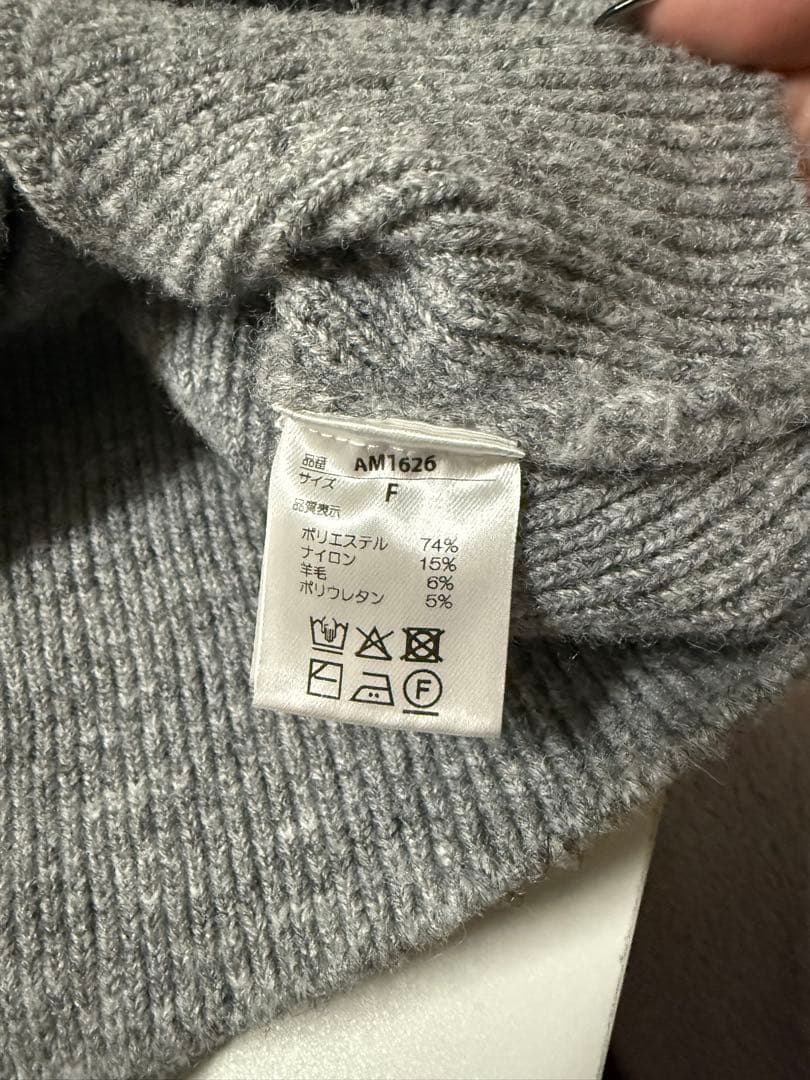 品番 AM1626
サイズ F
品質表示
ポリエステル 74%
ナイロン 15%
羊毛 6%
ポリウレタン 5%
F